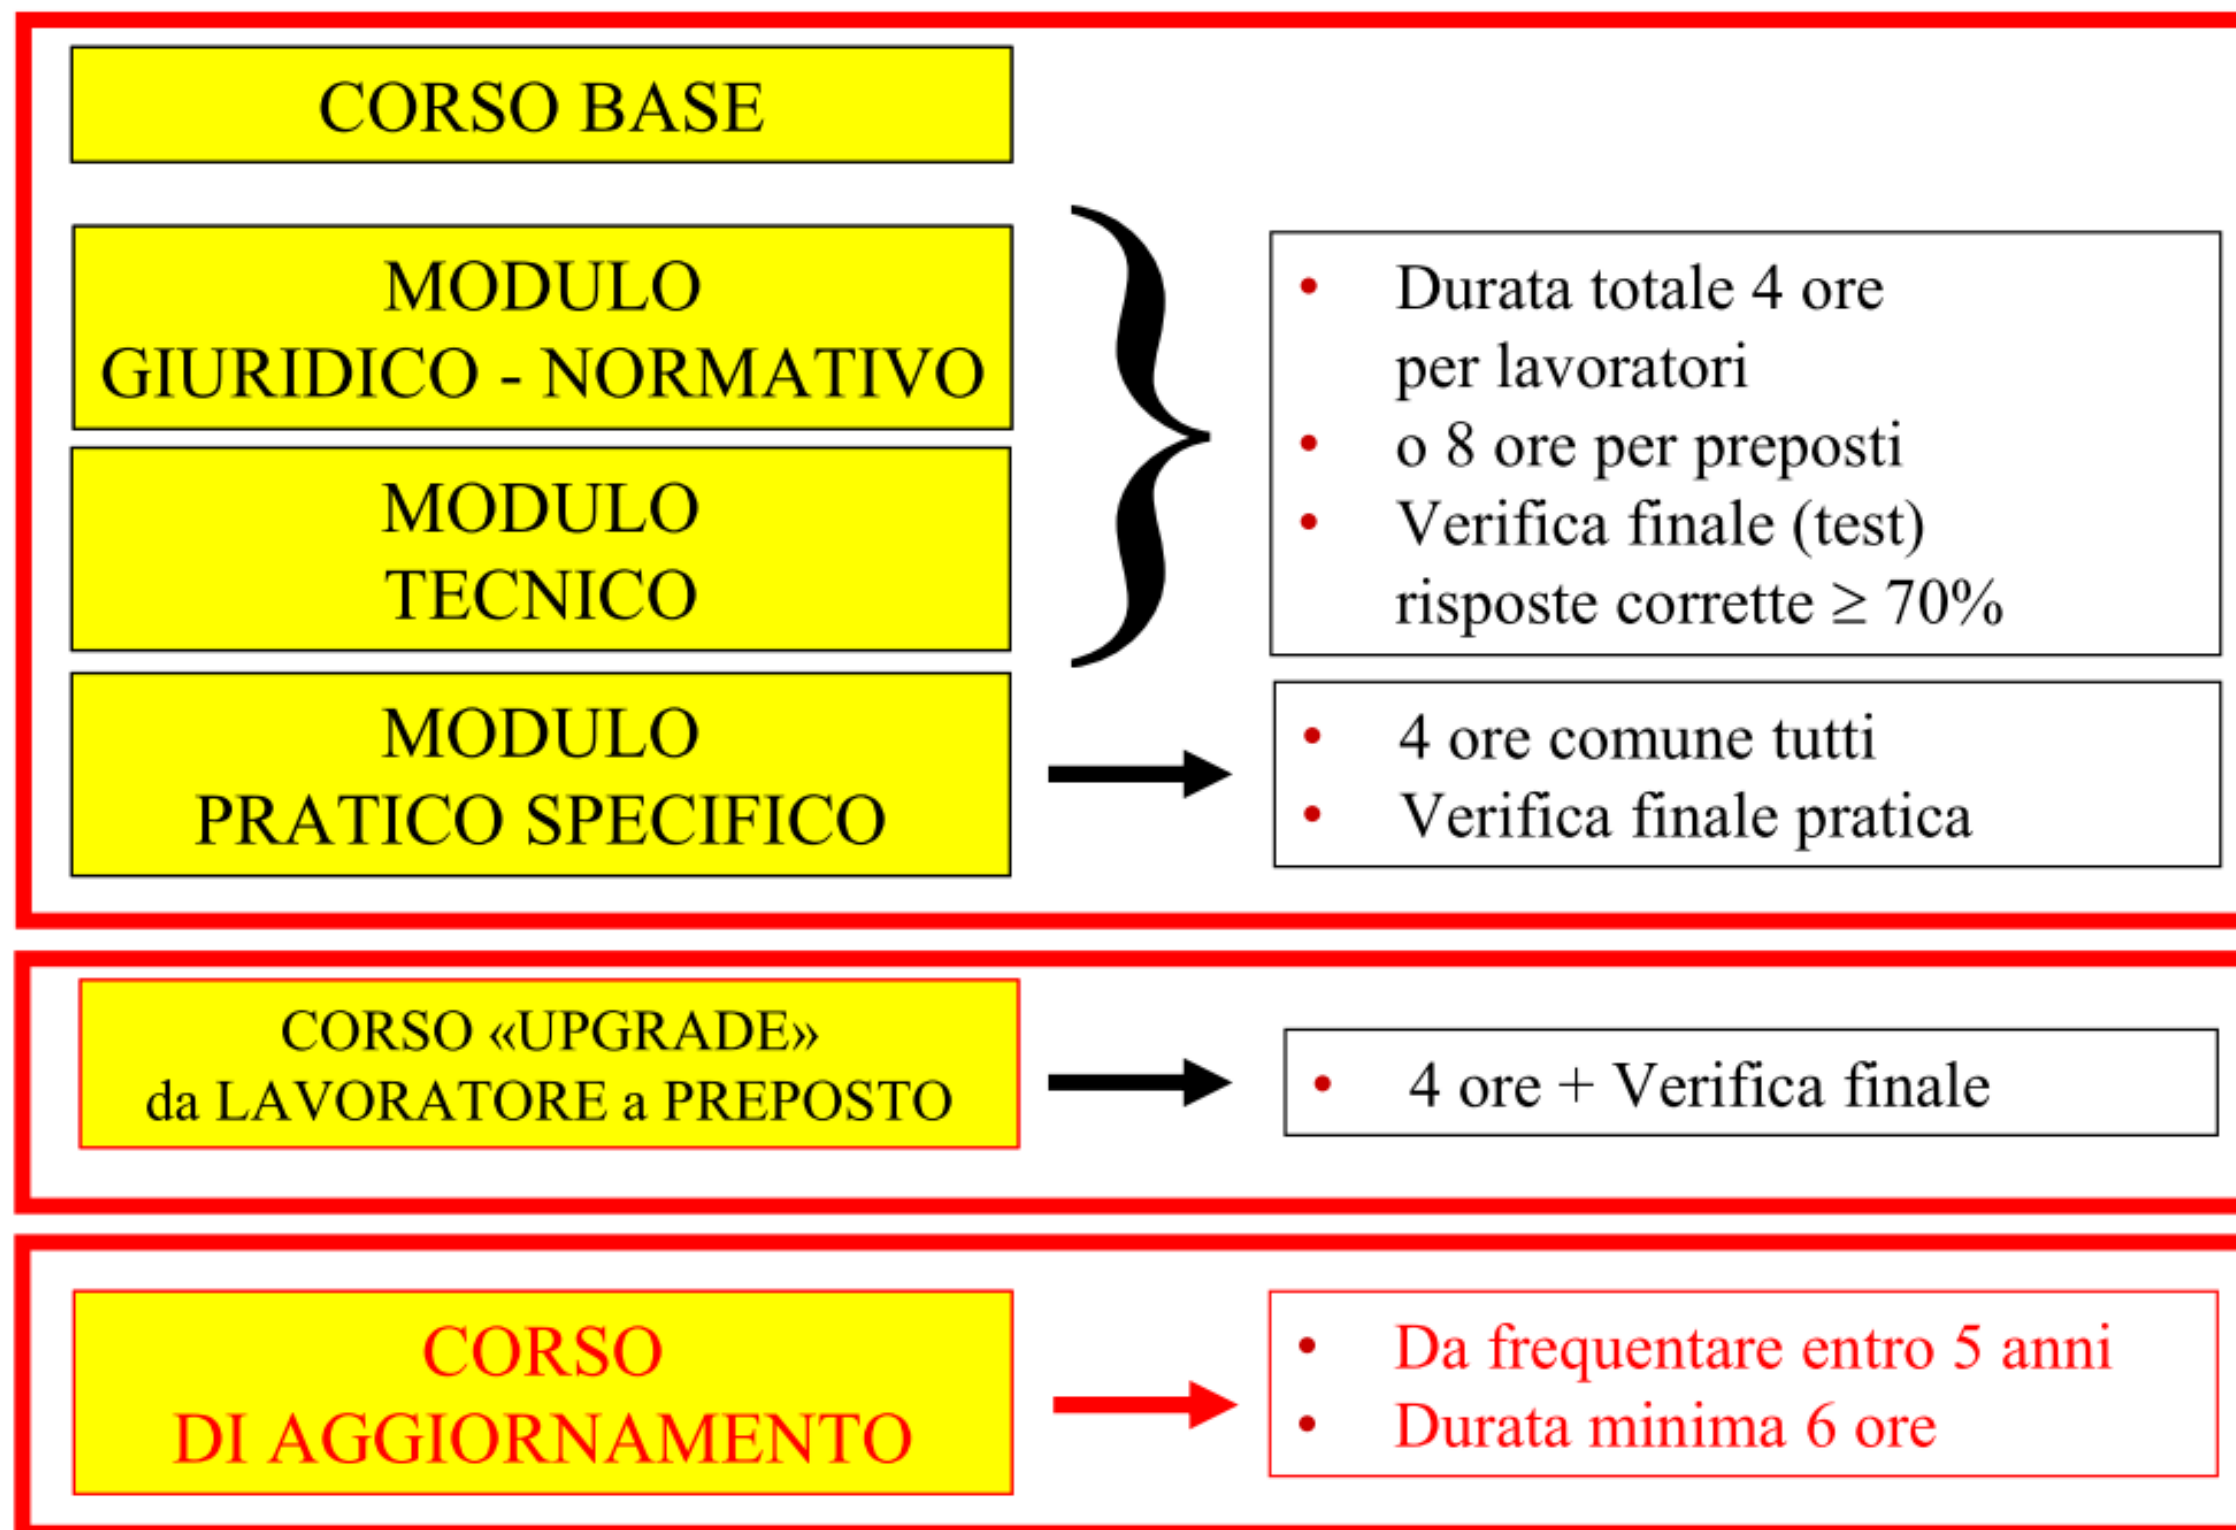 CORSO BASE
MODULO
GIURIDICO - NORMATIVO
MODULO
TECNICO
• Durata totale 4 ore
per lavoratori
• o 8 ore per preposti
• Verifica finale (test)
risposte corrette ≥ 70%
MODULO
PRATICO SPECIFICO
• 4 ore comune tutti
• Verifica finale pratica
CORSO «UPGRADE»
da LAVORATORE a PREPOSTO
• 4 ore + Verifica finale
CORSO
DI AGGIORNAMENTO
• Da frequentare entro 5 anni
• Durata minima 6 ore